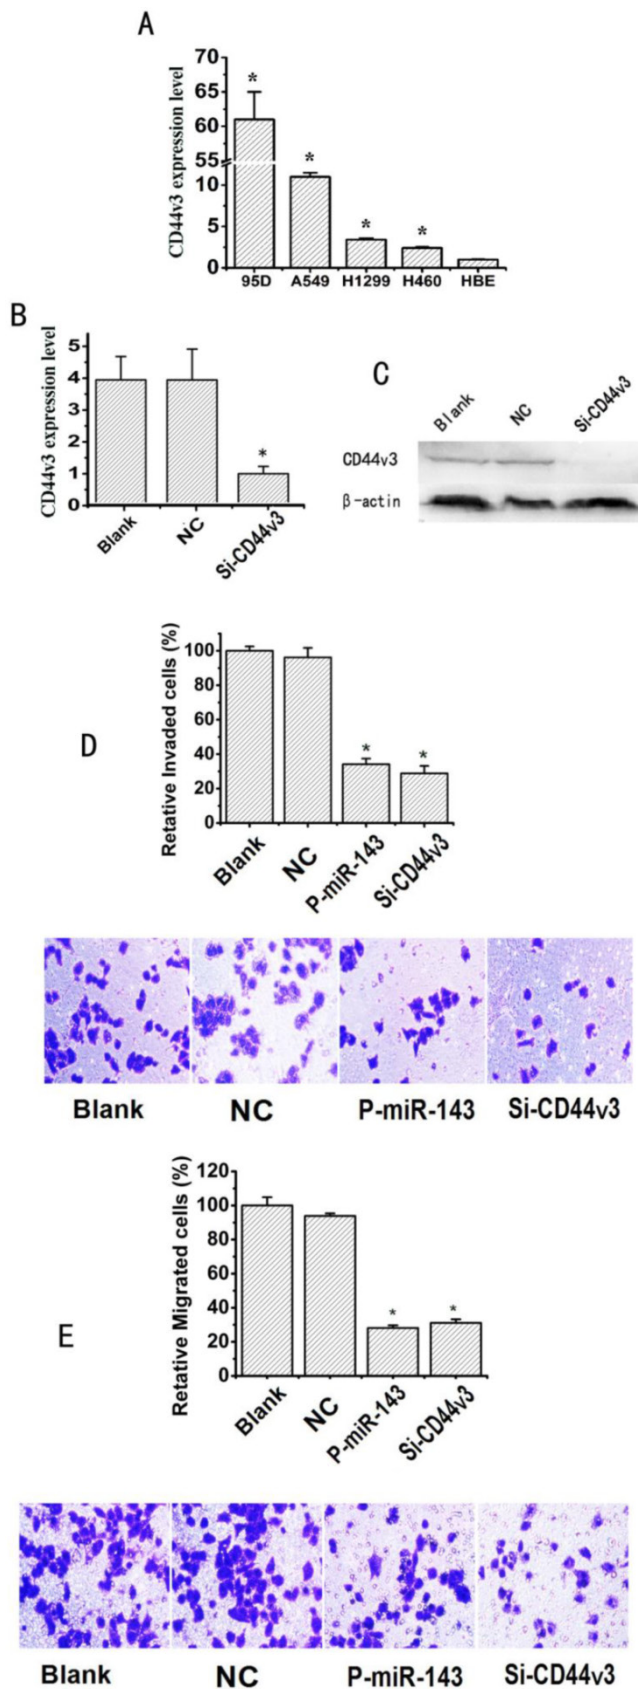 A
CD44v3 expression level
70
65
60
55
10
5
0
95D A549 H1299 H460 HBE
* * * *
B
CD44v3 expression level
5
4
3
2
1
0
*
Blank NC Si-CD44v3
C
Blank NC Si-CD44v3
CD44v3
β-actin
D
Retative Invaded cells (%)
100
80
60
40
20
0
* *
Blank NC P-miR-143 Si-CD44v3
Blank NC P-miR-143 Si-CD44v3
E
Retative Migrated cells (%)
120
100
80
60
40
20
0
* *
Blank NC P-miR-143 Si-CD44v3
Blank NC P-miR-143 Si-CD44v3